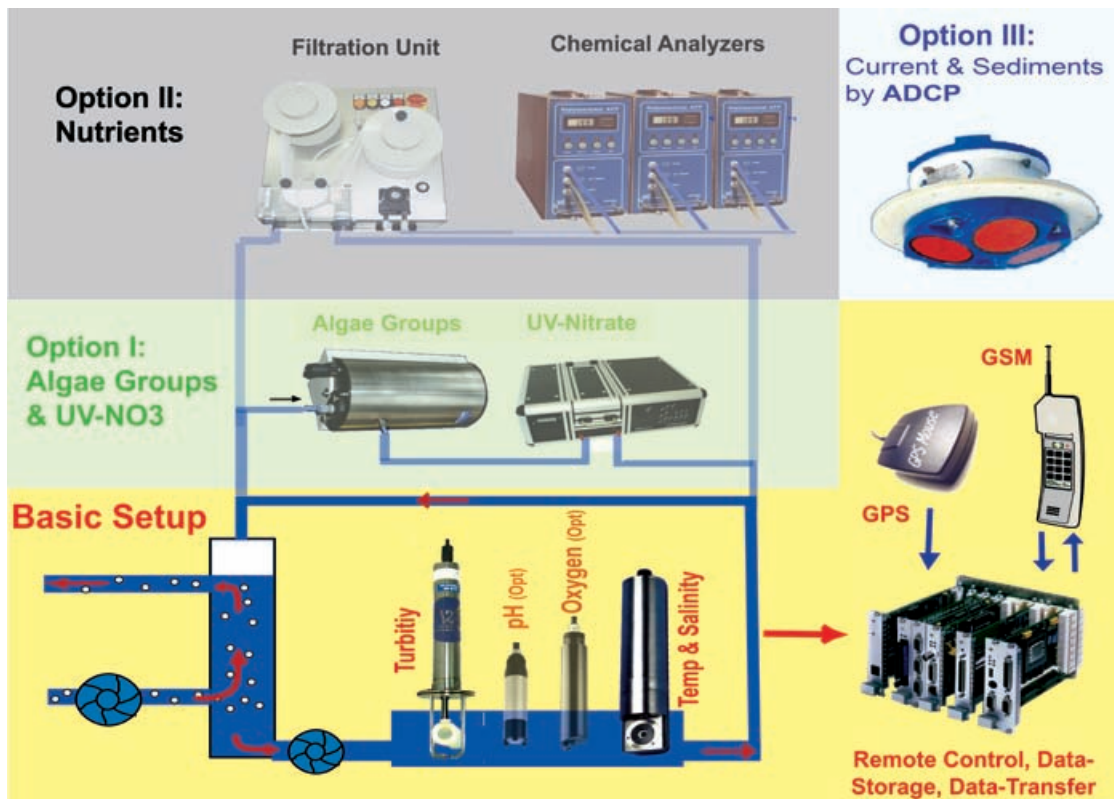 Filtration Unit
Chemical Analyzers
Option III:
Current & Sediments
by ADCP
Option II:
Nutrients
Algae Groups
UV-Nitrate
Option I:
Algae Groups
& UV-NO3
GSM
GPS Mouse
GPS
Basic Setup
Turbitiy
pH (Opt)
Oxygen (Opt)
Temp & Salinity
Remote Control, Data-
Storage, Data-Transfer